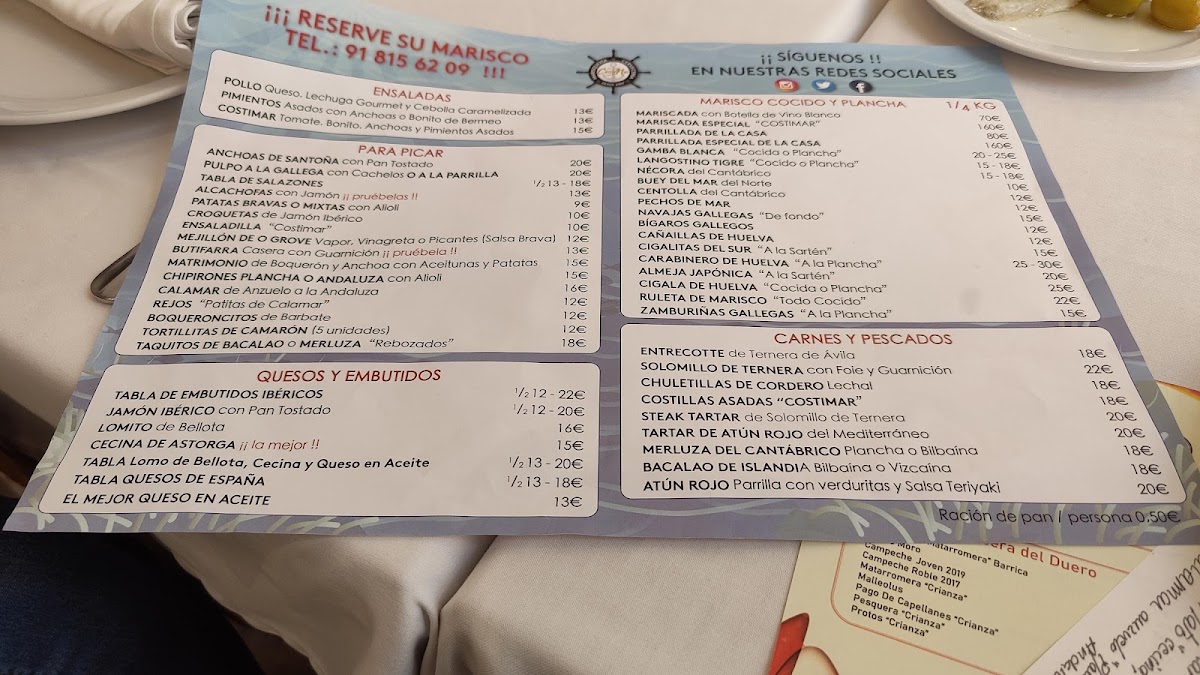 ¡¡¡ RESERVE SU MARISCO
TEL.: 91 815 62 09 !!!
¡¡ SÍGUENOS !!
EN NUESTRAS REDES SOCIALES
ENSALADAS
POLLO Queso, Lechuga Gourmet y Cebolla Caramelizada 13€
PIMIENTOS Asados con Anchoas o Bonito de Bermeo 13€
COSTIMAR Tomate, Bonito, Anchoas y Pimientos Asados 15€
PARA PICAR
ANCHOAS DE SANTOÑA con Pan Tostado 20€
PULPO A LA GALLEGA con Cachelos O A LA PARRILLA 20€
TABLA DE SALAZONES 1/2 13 - 18€
ALCACHOFAS con Jamón ¡¡ pruébelas !! 13€
PATATAS BRAVAS O MIXTAS con Alioli 9€
CROQUETAS de Jamón Ibérico 10€
ENSALADILLA "Costimar" 10€
MEJILLÓN DE O GROVE Vapor, Vinagreta o Picantes (Salsa Brava) 12€
BUTIFARRA Casera con Guarnición ¡¡ pruébela !! 13€
MATRIMONIO de Boquerón y Anchoa con Aceitunas y Patatas 15€
CHIPIRONES PLANCHA O ANDALUZA con Alioli 15€
CALAMAR de Anzuelo a la Andaluza 16€
REJOS "Patitas de Calamar" 12€
BOQUERONCITOS de Barbate 12€
TORTILLITAS DE CAMARÓN (5 unidades) 12€
TAQUITOS DE BACALAO o MERLUZA "Rebozados" 18€
QUESOS Y EMBUTIDOS
TABLA DE EMBUTIDOS IBÉRICOS 1/2 12 - 22€
JAMÓN IBÉRICO con Pan Tostado 1/2 12 - 20€
LOMITO de Bellota 16€
CECINA DE ASTORGA ¡¡ la mejor !! 15€
TABLA Lomo de Bellota, Cecina y Queso en Aceite 1/2 13 - 20€
TABLA QUESOS DE ESPAÑA 1/2 13 - 18€
EL MEJOR QUESO EN ACEITE 13€
MARISCO COCIDO Y PLANCHA 1/4 KG
MARISCADA con Botella de Vino Blanco 70€
MARISCADA ESPECIAL "COSTIMAR" 160€
PARRILLADA DE LA CASA 80€
PARRILLADA ESPECIAL DE LA CASA 160€
GAMBA BLANCA "Cocida o Plancha" 20 - 25€
LANGOSTINO TIGRE "Cocido o Plancha" 15 - 18€
NÉCORA del Cantábrico 15 - 18€
BUEY DEL MAR del Norte 10€
CENTOLLA del Cantábrico 12€
PECHOS DE MAR 12€
NAVAJAS GALLEGAS "De fondo" 15€
BÍGAROS GALLEGOS 12€
CAÑAILLAS DE HUELVA 12€
CIGALITAS DEL SUR "A la Sartén" 15€
CARABINERO DE HUELVA "A la Plancha" 25 - 30€
ALMEJA JAPÓNICA "A la Sartén" 20€
CIGALA DE HUELVA "Cocida o Plancha" 25€
RULETA DE MARISCO "Todo Cocido" 22€
ZAMBURIÑAS GALLEGAS "A la Plancha" 15€
CARNES Y PESCADOS
ENTRECOTTE de Ternera de Ávila 18€
SOLOMILLO DE TERNERA con Foie y Guarnición 22€
CHULETILLAS DE CORDERO Lechal 18€
COSTILLAS ASADAS "COSTIMAR" 18€
STEAK TARTAR de Solomillo de Ternera 20€
TARTAR DE ATÚN ROJO del Mediterráneo 20€
MERLUZA DEL CANTÁBRICO Plancha o Bilbaína 18€
BACALAO DE ISLANDIA Bilbaína o Vizcaína 18€
ATÚN ROJO Parrilla con verduritas y Salsa Teriyaki 20€
Ración de pan / persona 0,50€
era del Duero
Moro "Matarromera" Barrica
Campeche Joven 2019
Campeche Roble 2017
Matarromera "Crianza"
Malleolus
Pago De Capellanes "Crianza"
Pesquera "Crianza"
Protos "Crianza"